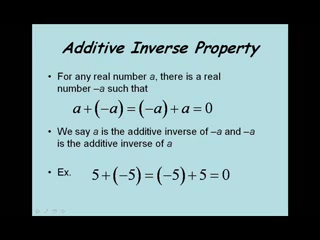 Additive Inverse Property
• For any real number a, there is a real
number –a such that
a+(−a)=(−a)+a=0
• We say a is the additive inverse of –a and –a
is the additive inverse of a
• Ex. 5+(−5)=(−5)+5=0